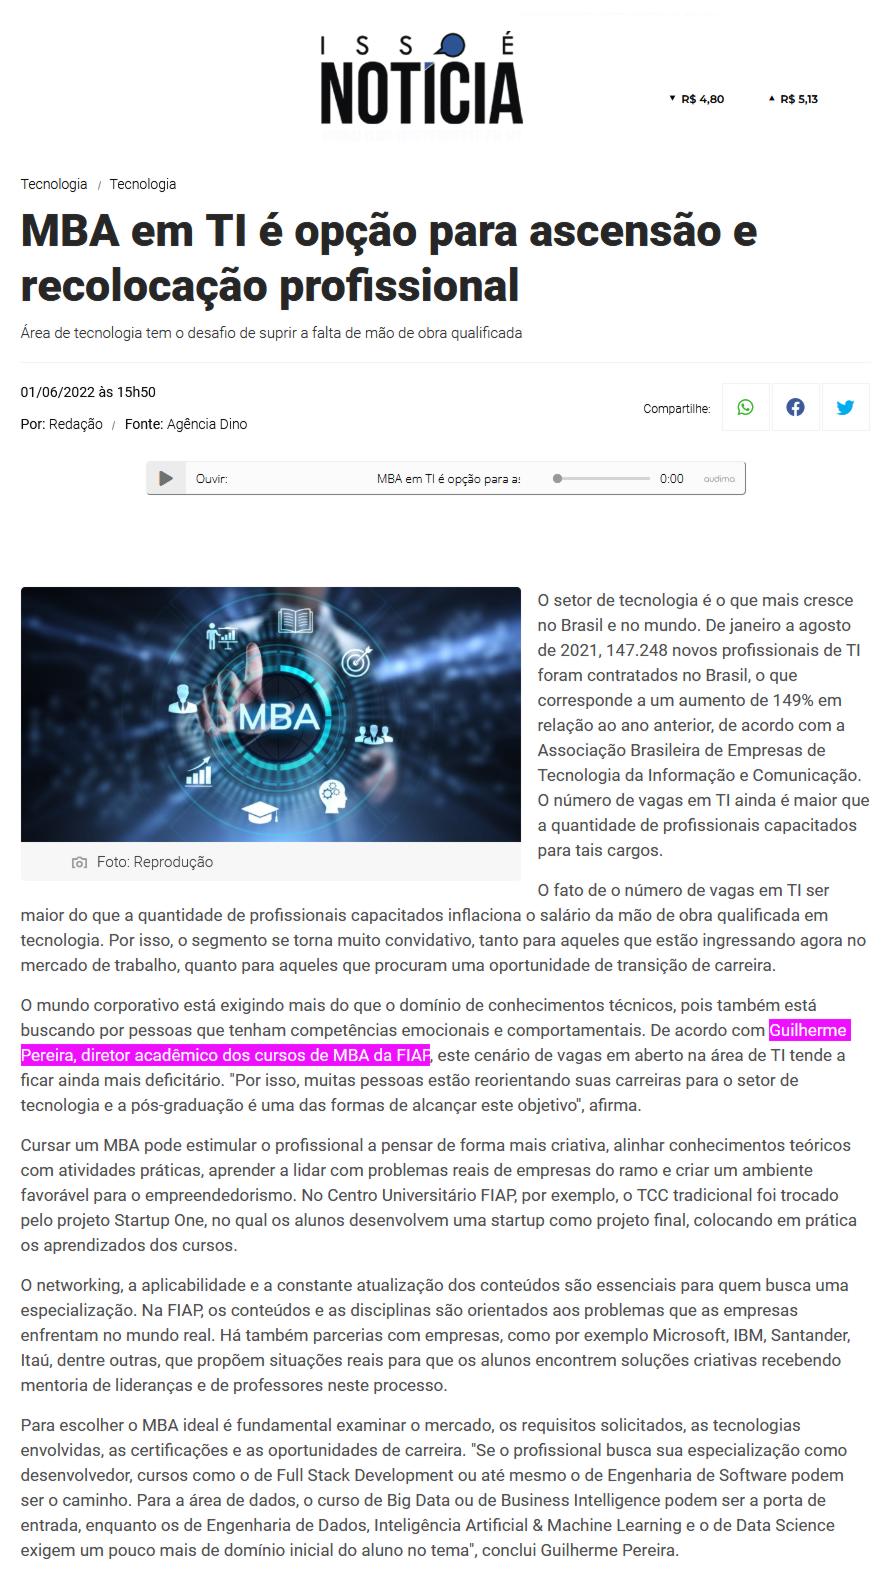 ISSO É
NOTÍCIA
R$ 4,80
R$ 5,13
Tecnologia / Tecnologia
MBA em TI é opção para ascensão e
recolocação profissional
Área de tecnologia tem o desafio de suprir a falta de mão de obra qualificada
01/06/2022 às 15h50
Por: Redação / Fonte: Agência Dino
Compartilhe:
Ouvir:
MBA em TI é opção para as
0:00
audima
MBA
Foto: Reprodução
O setor de tecnologia é o que mais cresce
no Brasil e no mundo. De janeiro a agosto
de 2021, 147.248 novos profissionais de TI
foram contratados no Brasil, o que
corresponde a um aumento de 149% em
relação ao ano anterior, de acordo com a
Associação Brasileira de Empresas de
Tecnologia da Informação e Comunicação.
O número de vagas em TI ainda é maior que
a quantidade de profissionais capacitados
para tais cargos.
O fato de o número de vagas em TI ser
maior do que a quantidade de profissionais capacitados inflaciona o salário da mão de obra qualificada em
tecnologia. Por isso, o segmento se torna muito convidativo, tanto para aqueles que estão ingressando agora no
mercado de trabalho, quanto para aqueles que procuram uma oportunidade de transição de carreira.
O mundo corporativo está exigindo mais do que o domínio de conhecimentos técnicos, pois também está
buscando por pessoas que tenham competências emocionais e comportamentais. De acordo com Guilherme
Pereira, diretor acadêmico dos cursos de MBA da FIAP, este cenário de vagas em aberto na área de TI tende a
ficar ainda mais deficitário. "Por isso, muitas pessoas estão reorientando suas carreiras para o setor de
tecnologia e a pós-graduação é uma das formas de alcançar este objetivo", afirma.
Cursar um MBA pode estimular o profissional a pensar de forma mais criativa, alinhar conhecimentos teóricos
com atividades práticas, aprender a lidar com problemas reais de empresas do ramo e criar um ambiente
favorável para o empreendedorismo. No Centro Universitário FIAP, por exemplo, o TCC tradicional foi trocado
pelo projeto Startup One, no qual os alunos desenvolvem uma startup como projeto final, colocando em prática
os aprendizados dos cursos.
O networking, a aplicabilidade e a constante atualização dos conteúdos são essenciais para quem busca uma
especialização. Na FIAP, os conteúdos e as disciplinas são orientados aos problemas que as empresas
enfrentam no mundo real. Há também parcerias com empresas, como por exemplo Microsoft, IBM, Santander,
Itaú, dentre outras, que propõem situações reais para que os alunos encontrem soluções criativas recebendo
mentoria de lideranças e de professores neste processo.
Para escolher o MBA ideal é fundamental examinar o mercado, os requisitos solicitados, as tecnologias
envolvidas, as certificações e as oportunidades de carreira. "Se o profissional busca sua especialização como
desenvolvedor, cursos como o de Full Stack Development ou até mesmo o de Engenharia de Software podem
ser o caminho. Para a área de dados, o curso de Big Data ou de Business Intelligence podem ser a porta de
entrada, enquanto os de Engenharia de Dados, Inteligência Artificial & Machine Learning e o de Data Science
exigem um pouco mais de domínio inicial do aluno no tema", conclui Guilherme Pereira.